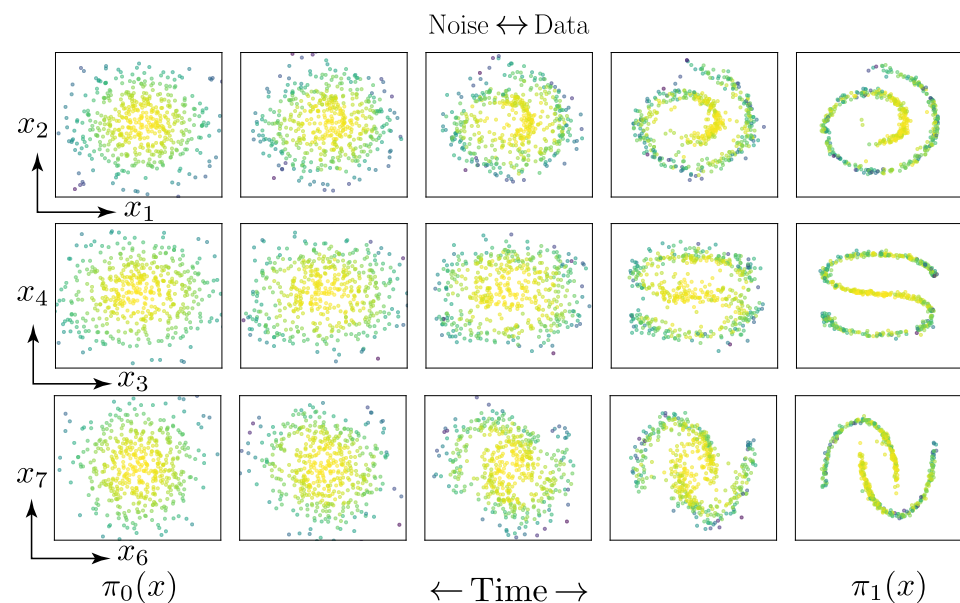 Noise ↔ Data
x₂
x₁
x₄
x₃
x₇
x₆
π₀(x) ← Time → π₁(x)